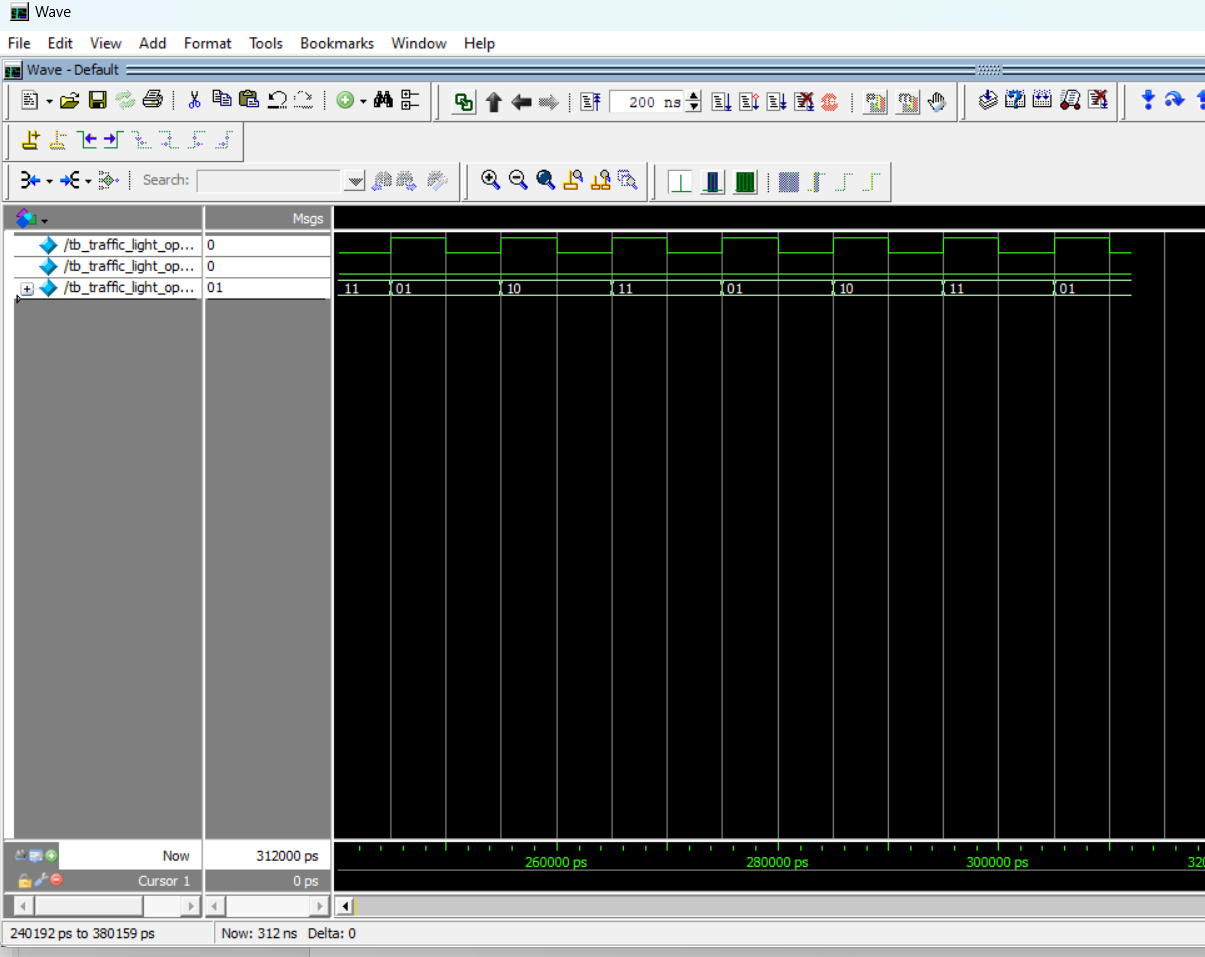 Wave
File Edit View Add Format Tools Bookmarks Window Help
Wave - Default
200 ns
Search:
Msgs
/tb_traffic_light_op... 0
/tb_traffic_light_op... 0
/tb_traffic_light_op... 01
11 01 10 11 01 10 11 01
Now 312000 ps
260000 ps 280000 ps 300000 ps 320
Cursor 1 0 ps
240192 ps to 380159 ps Now: 312 ns Delta: 0